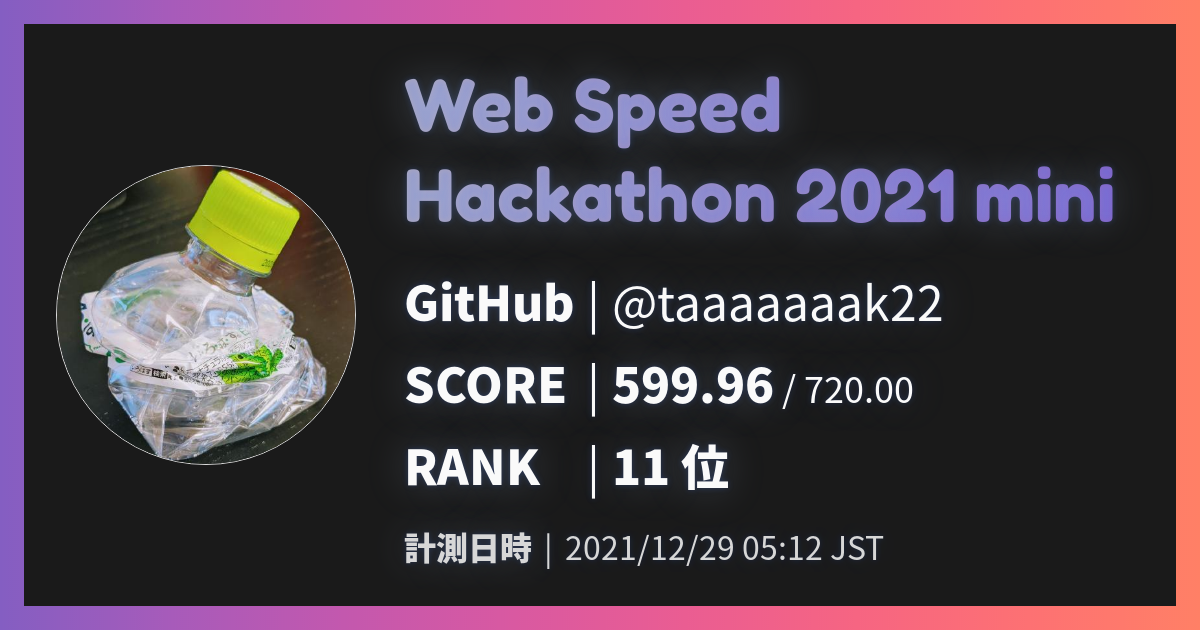 Web Speed
Hackathon 2021 mini
GitHub | @taaaaaaak22
SCORE | 599.96 / 720.00
RANK | 11 位
計測日時 | 2021/12/29 05:12 JST